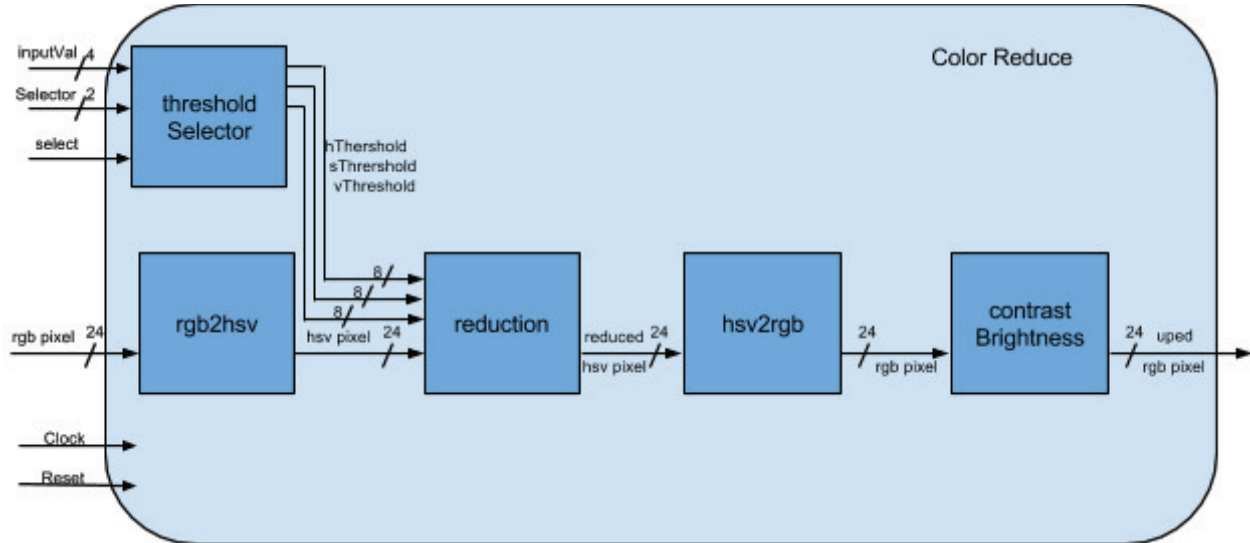 Color Reduce
inputVal 4
Selector 2
select
threshold
Selector
hThershold
sThrershold
vThreshold
8
8
8
rgb pixel 24
rgb2hsv
hsv pixel 24
reduction
reduced 24
hsv pixel
hsv2rgb
24
rgb pixel
contrast
Brightness
24 uped
rgb pixel
Clock
Reset